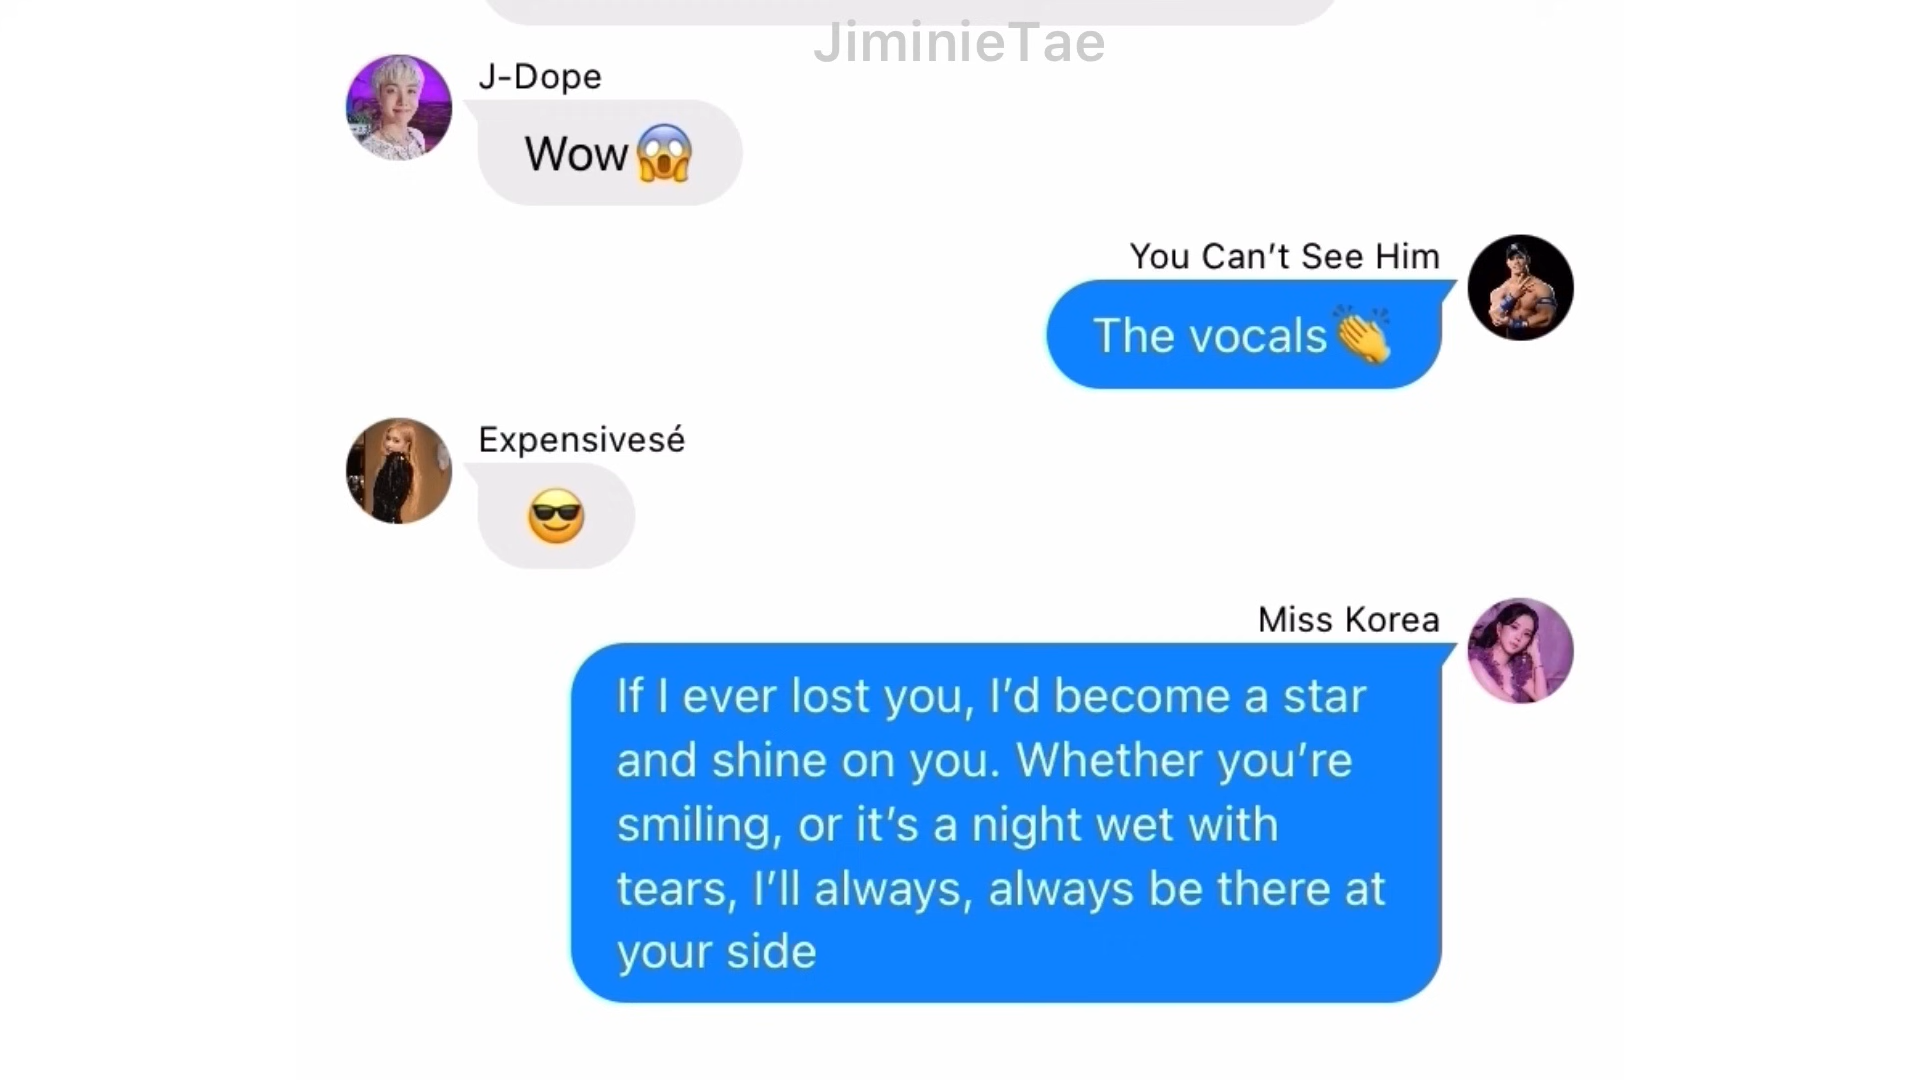 JiminieTae
J-Dope
Wow😱
You Can’t See Him
The vocals👏
Expensivesé
😎
Miss Korea
If I ever lost you, I’d become a star
and shine on you. Whether you’re
smiling, or it’s a night wet with
tears, I’ll always, always be there at
your side